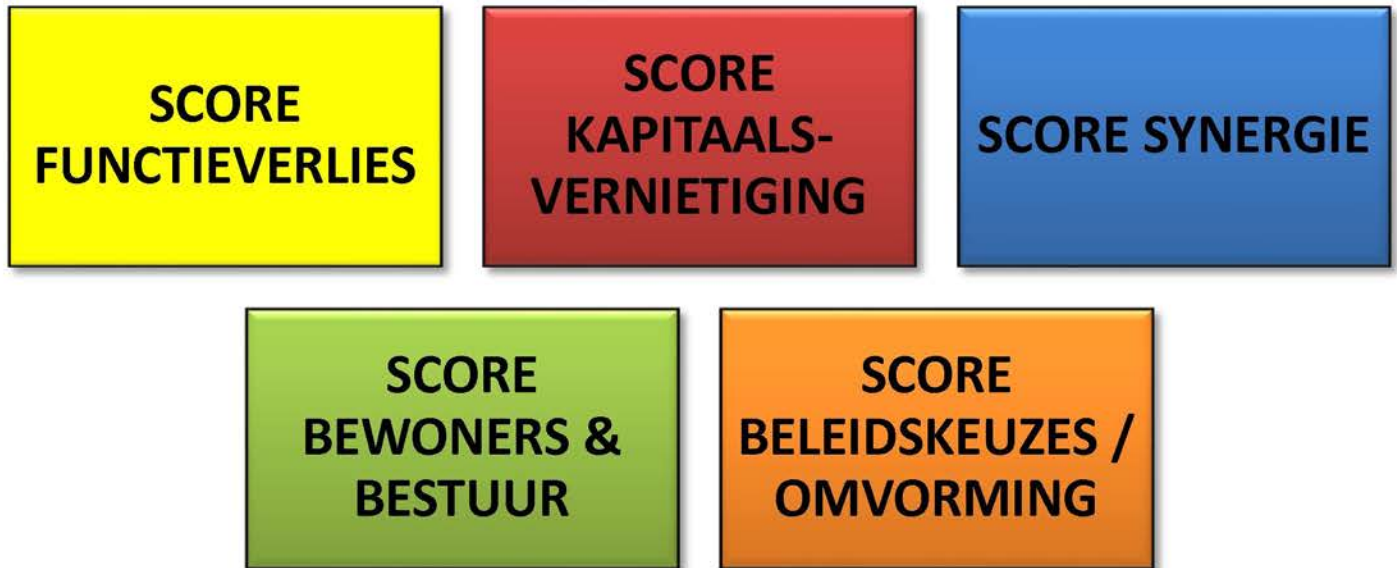 SCORE
FUNCTIEVERLIES
SCORE
KAPITAALS-
VERNIETIGING
SCORE SYNERGIE
SCORE
BEWONERS &
BESTUUR
SCORE
BELEIDSKEUZES /
OMVORMING